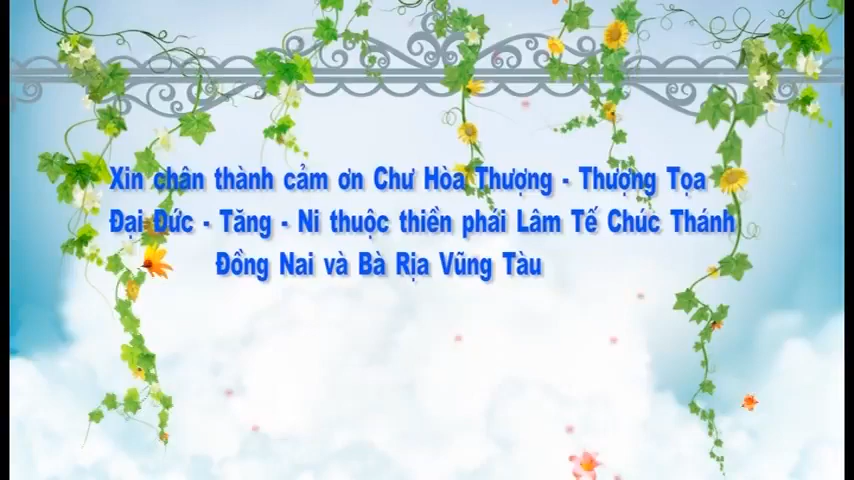 Xin chân thành cảm ơn Chư Hòa Thượng - Thượng Tọa
Đại Đức - Tăng - Ni thuộc thiền phái Lâm Tế Chúc Thánh
Đồng Nai và Bà Rịa Vũng Tàu